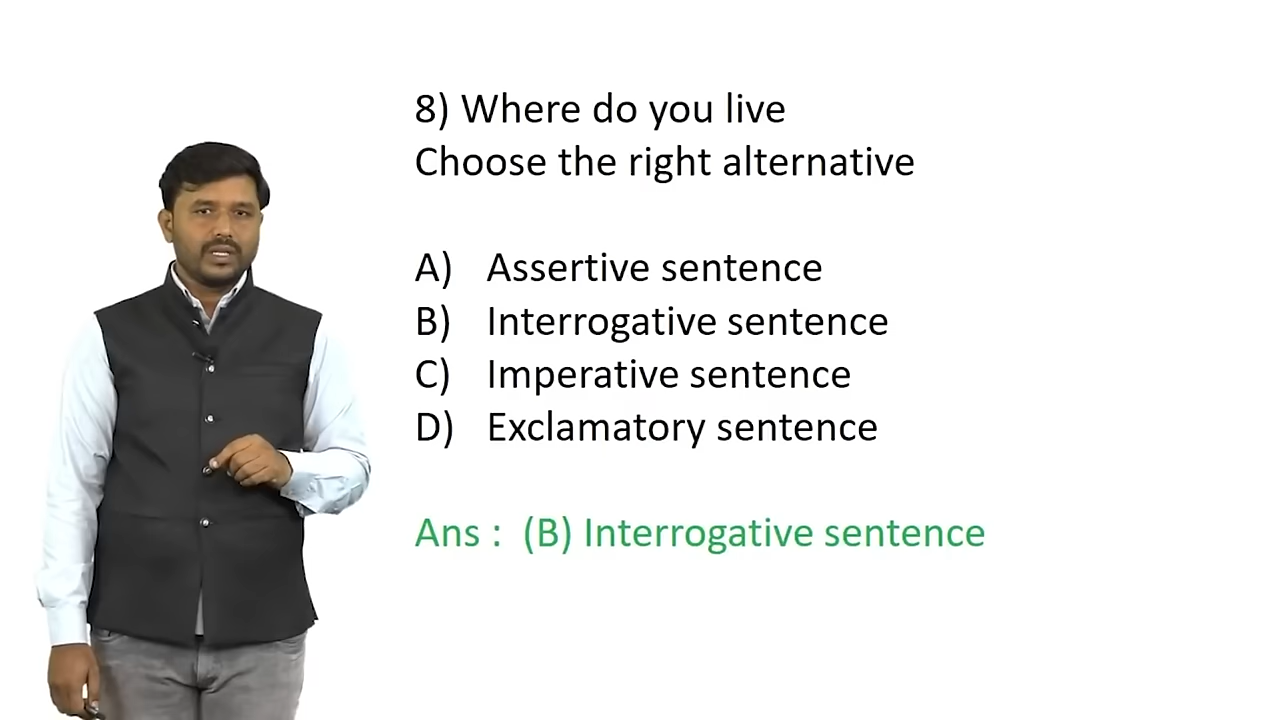 8) Where do you live
Choose the right alternative
A) Assertive sentence
B) Interrogative sentence
C) Imperative sentence
D) Exclamatory sentence
Ans : (B) Interrogative sentence